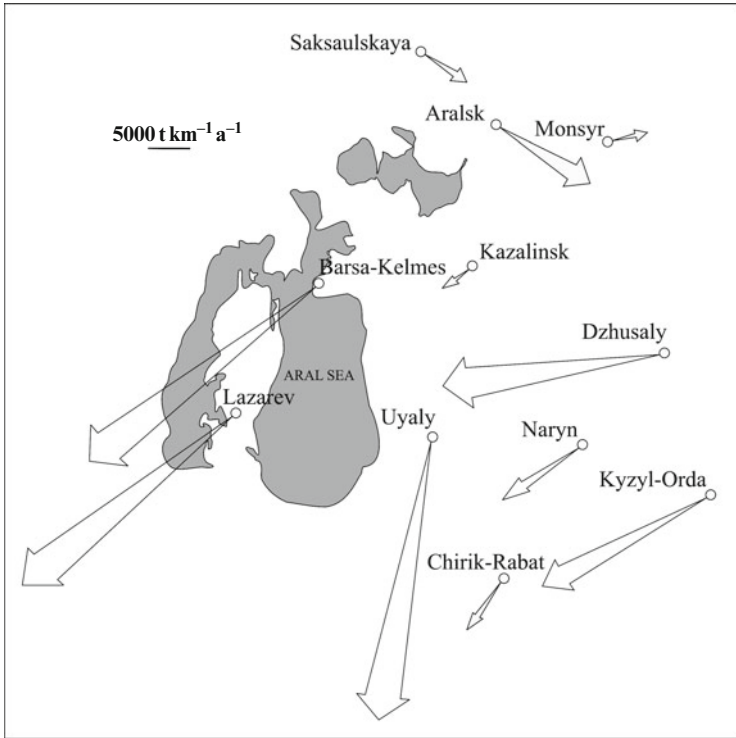 Saksaulskaya
Aralsk
Monsyr
5000 t km⁻¹ a⁻¹
Kazalinsk
Barsa-Kelmes
Dzhusaly
ARAL SEA
Lazarev
Uyaly
Naryn
Kyzyl-Orda
Chirik-Rabat